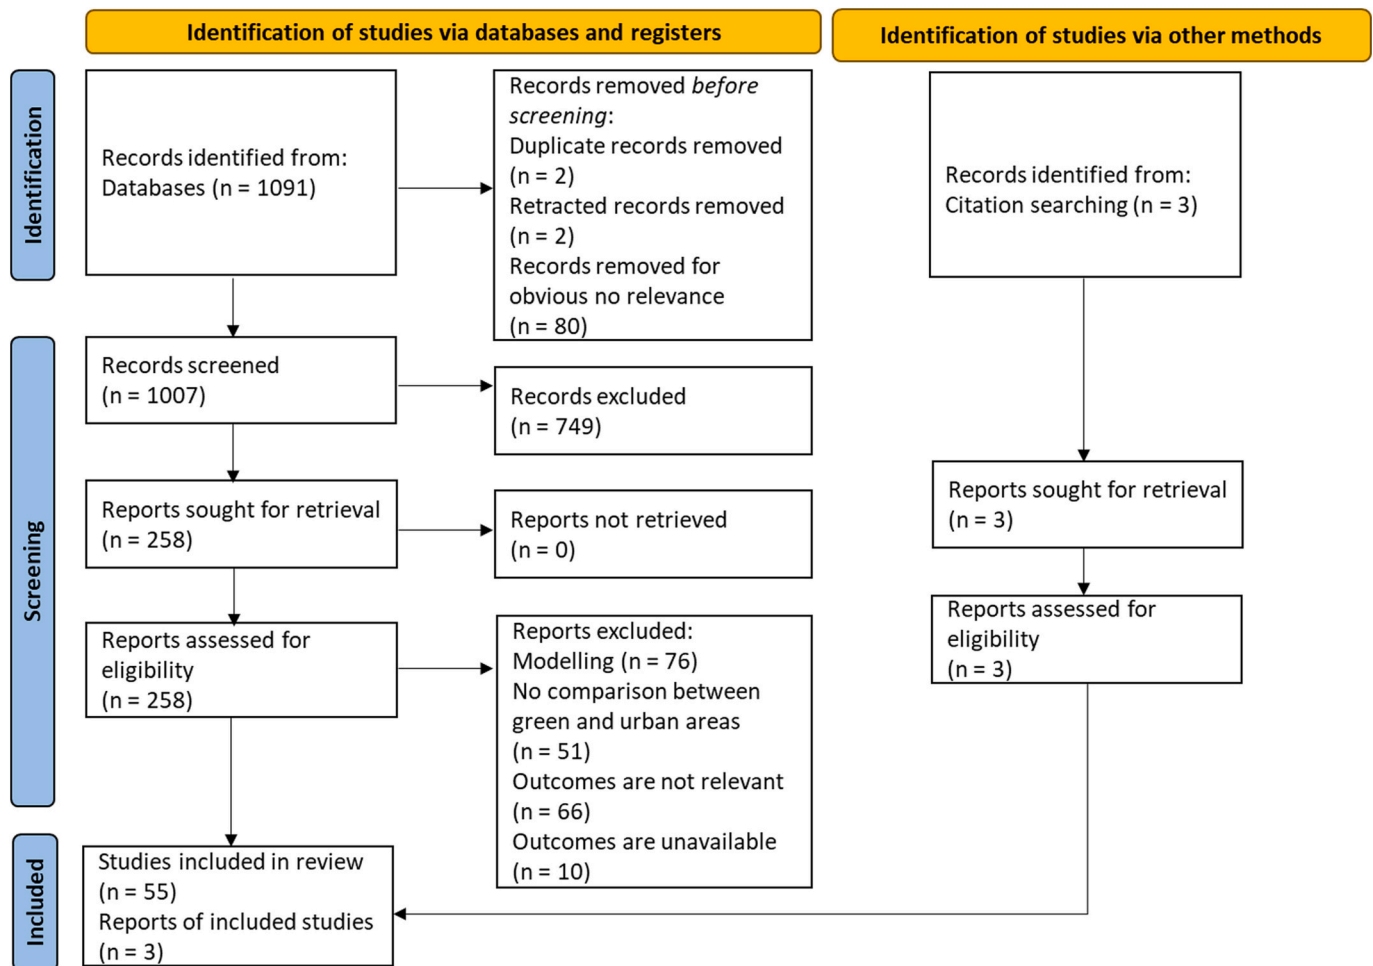 Identification of studies via databases and registers
Identification of studies via other methods
Identification
Records identified from:
Databases (n = 1091)
Records removed before
screening:
Duplicate records removed
(n = 2)
Retracted records removed
(n = 2)
Records removed for
obvious no relevance
(n = 80)
Records identified from:
Citation searching (n = 3)
Screening
Records screened
(n = 1007)
Records excluded
(n = 749)
Reports sought for retrieval
(n = 258)
Reports not retrieved
(n = 0)
Reports sought for retrieval
(n = 3)
Reports assessed for
eligibility
(n = 258)
Reports excluded:
Modelling (n = 76)
No comparison between
green and urban areas
(n = 51)
Outcomes are not relevant
(n = 66)
Outcomes are unavailable
(n = 10)
Reports assessed for
eligibility
(n = 3)
Included
Studies included in review
(n = 55)
Reports of included studies
(n = 3)